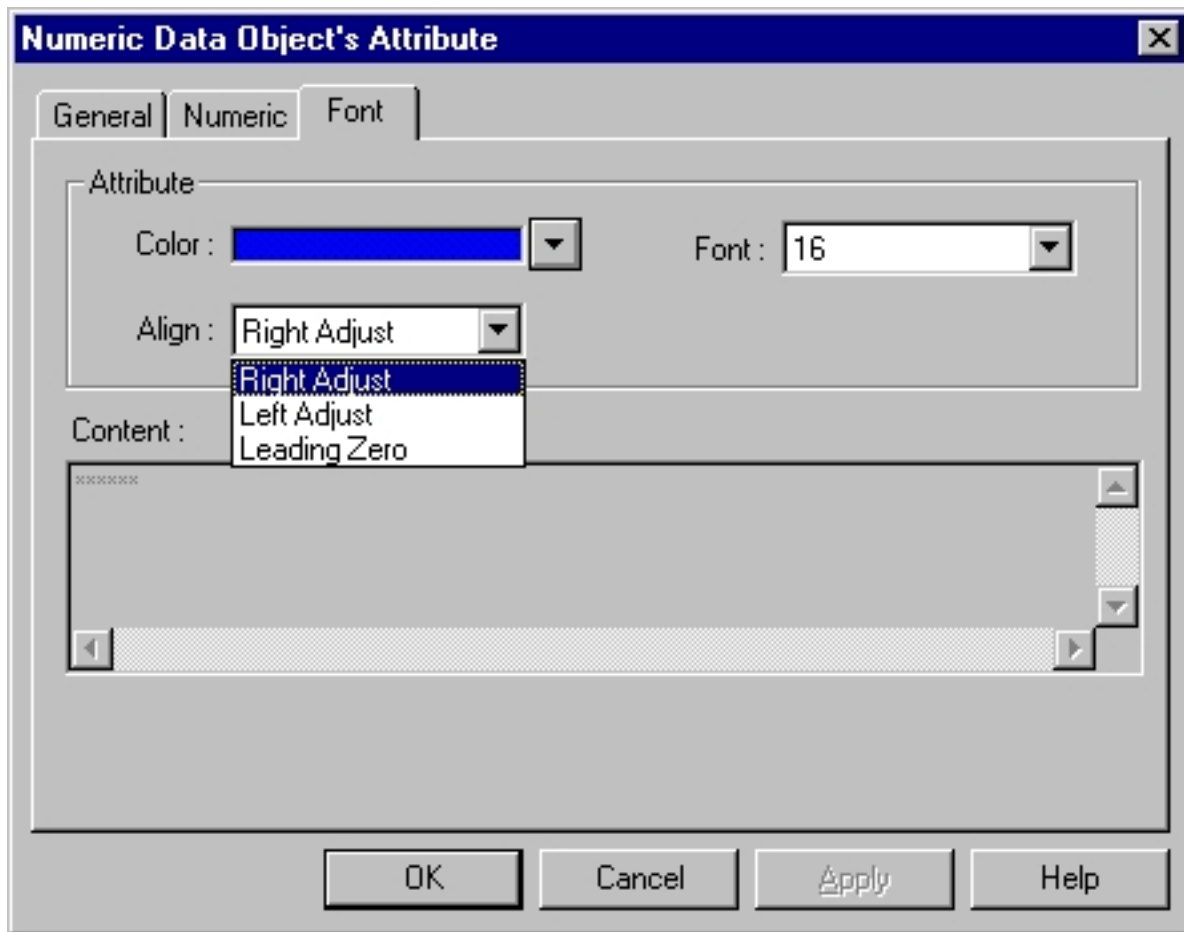 Numeric Data Object's Attribute
General Numeric Font
Attribute
Color : Font : 16
Align : Right Adjust
Right Adjust
Left Adjust
Leading Zero
Content :
xxxxxx
OK Cancel Apply Help